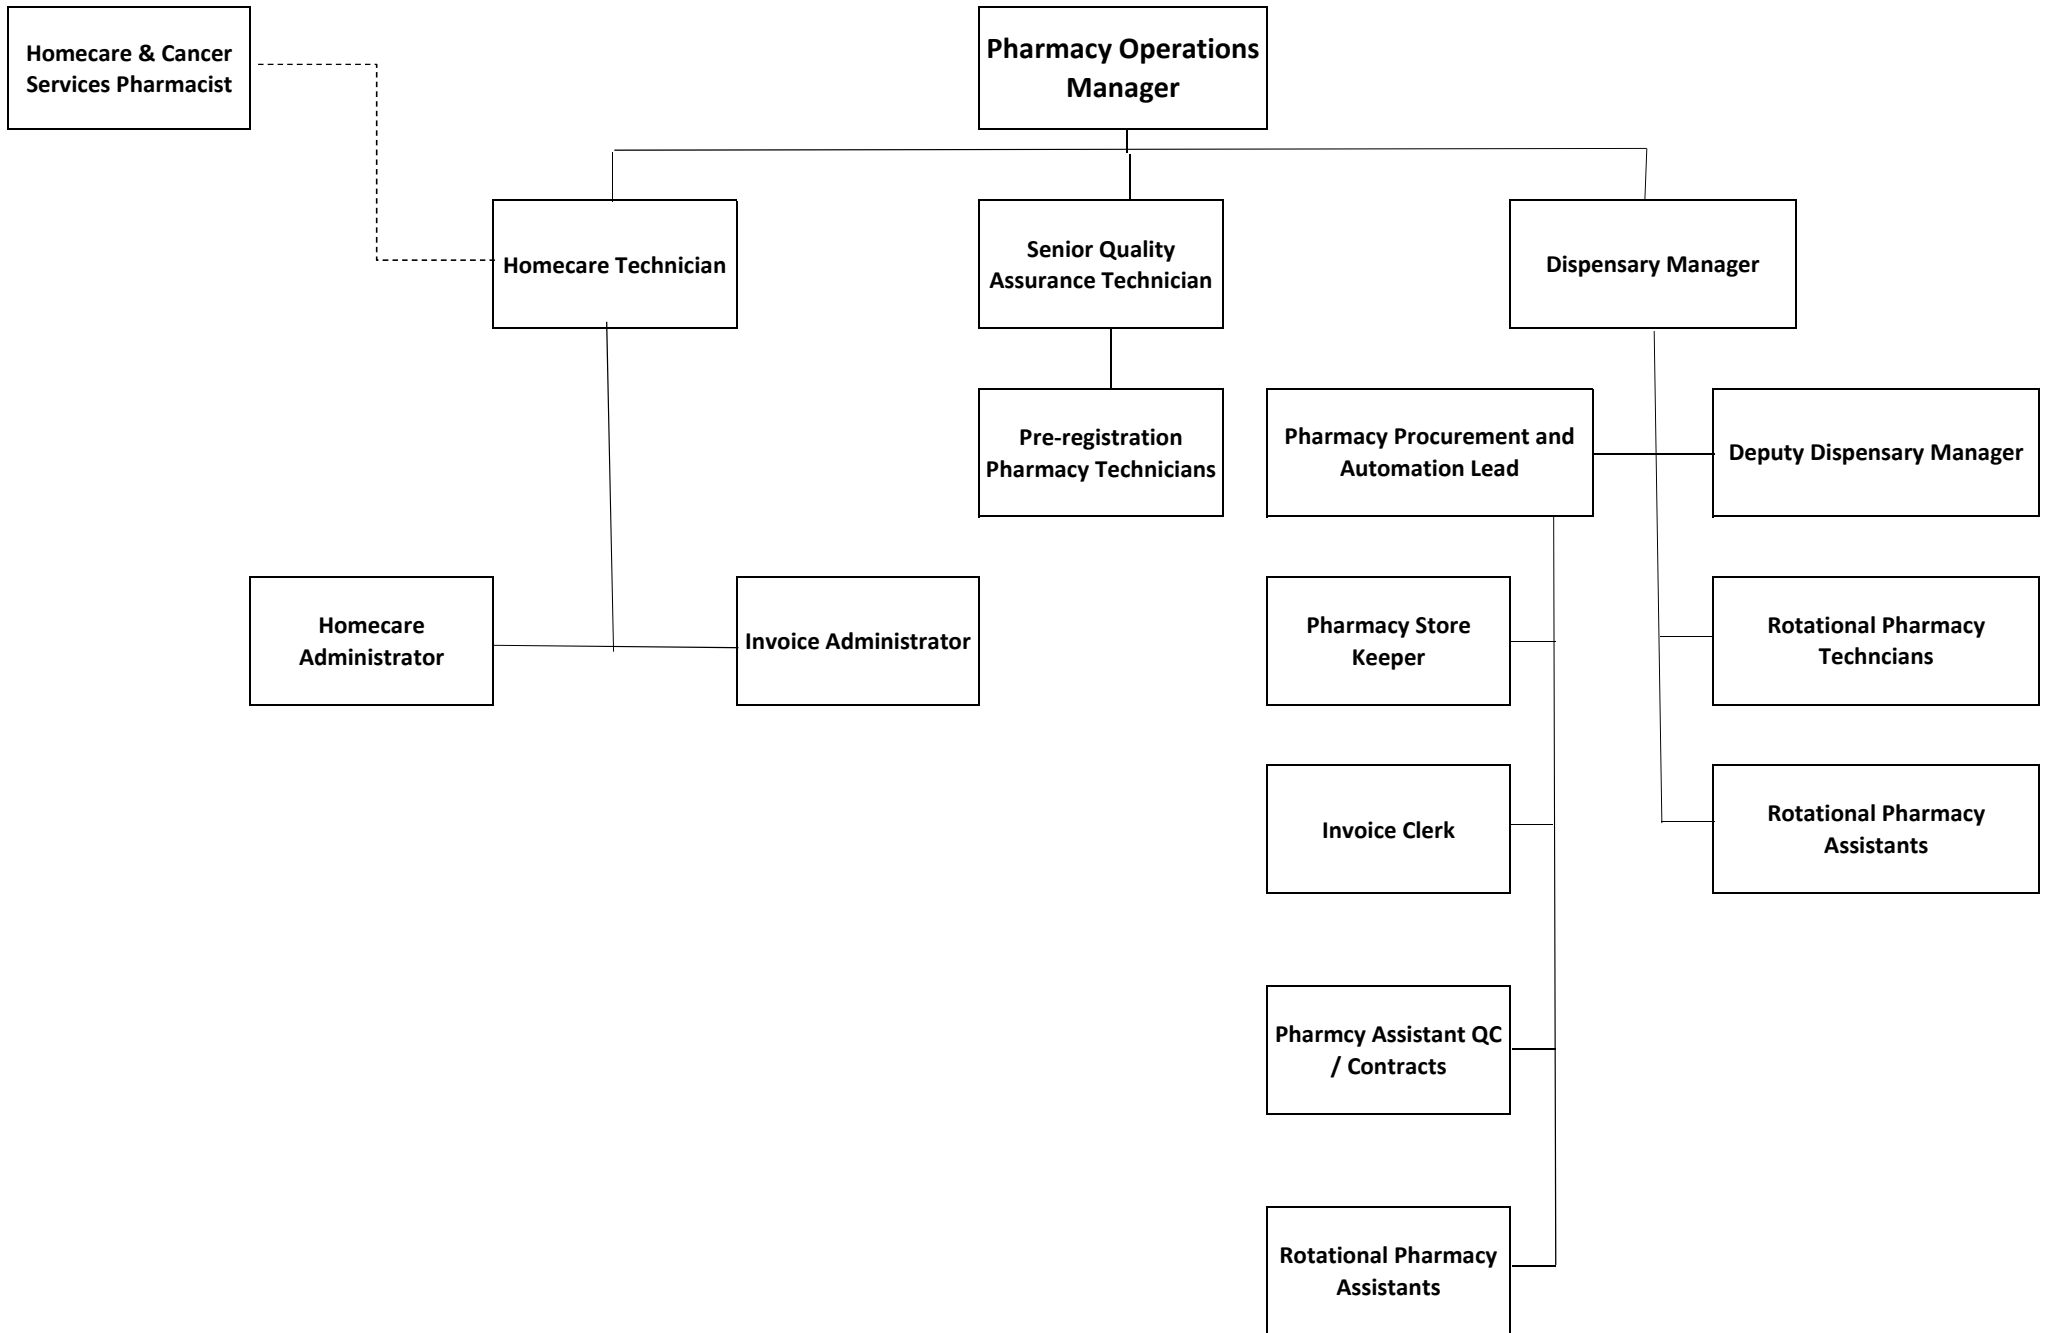 Homecare & Cancer
Services Pharmacist
Pharmacy Operations
Manager
Homecare Technician
Senior Quality
Assurance Technician
Dispensary Manager
Pre-registration
Pharmacy Technicians
Pharmacy Procurement and
Automation Lead
Deputy Dispensary Manager
Homecare
Administrator
Invoice Administrator
Pharmacy Store
Keeper
Rotational Pharmacy
Techncians
Invoice Clerk
Rotational Pharmacy
Assistants
Pharmcy Assistant QC
/ Contracts
Rotational Pharmacy
Assistants